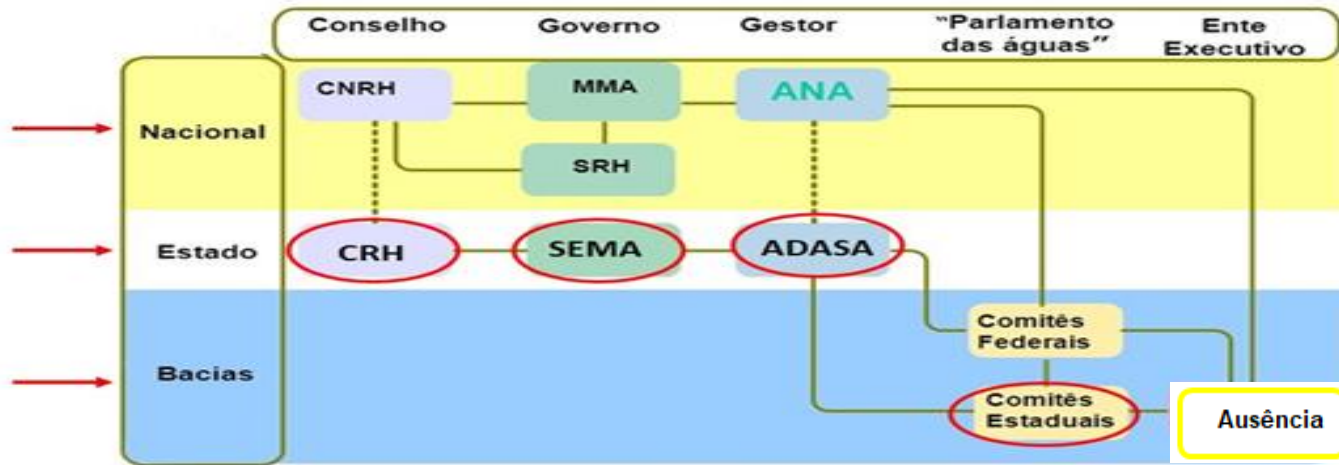 Conselho
Governo
Gestor
“Parlamento
das águas”
Ente
Executivo
Nacional
CNRH
MMA
ANA
SRH
Estado
CRH
SEMA
ADASA
Bacias
Comitês
Federais
Comitês
Estaduais
Ausência